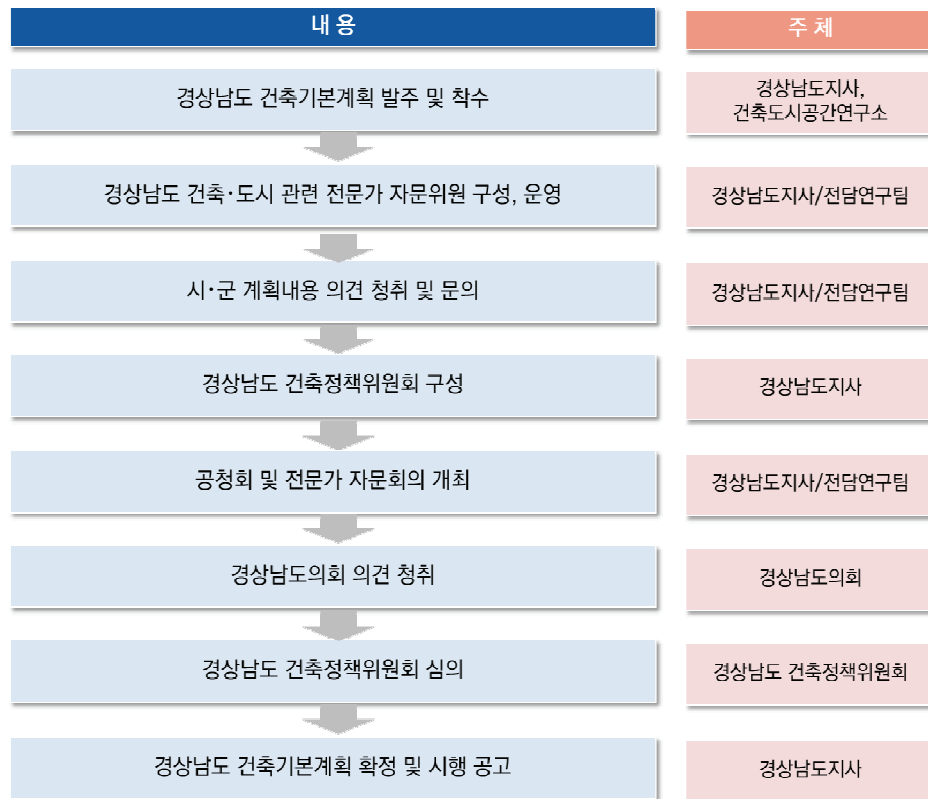 내 용
주 체
경상남도 건축기본계획 발주 및 착수
경상남도지사,
건축도시공간연구소
경상남도 건축·도시 관련 전문가 자문위원 구성, 운영
경상남도지사/전담연구팀
시·군 계획내용 의견 청취 및 문의
경상남도지사/전담연구팀
경상남도 건축정책위원회 구성
경상남도지사
공청회 및 전문가 자문회의 개최
경상남도지사/전담연구팀
경상남도의회 의견 청취
경상남도의회
경상남도 건축정책위원회 심의
경상남도 건축정책위원회
경상남도 건축기본계획 확정 및 시행 공고
경상남도지사